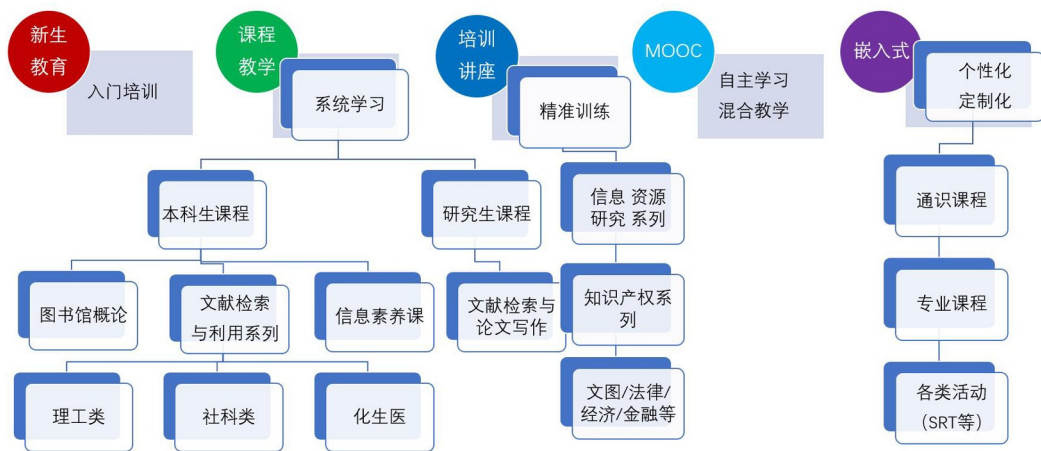 新生
教育
入门培训
课程
教学
系统学习
培训
讲座
精准训练
MOOC
自主学习
混合教学
嵌入式
个性化
定制化
本科生课程
研究生课程
信息 资源
研究 系列
通识课程
图书馆概论
文献检索
与利用系列
信息素养课
文献检索与
论文写作
知识产权系
列
专业课程
理工类
社科类
化生医
文图/法律/
经济/金融等
各类活动
（SRT等）